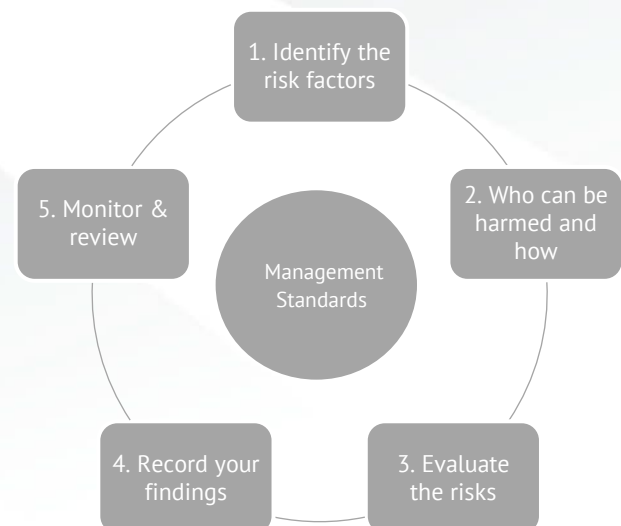 1. Identify the
risk factors
2. Who can be
harmed and
how
3. Evaluate
the risks
4. Record your
findings
5. Monitor &
review
Management
Standards